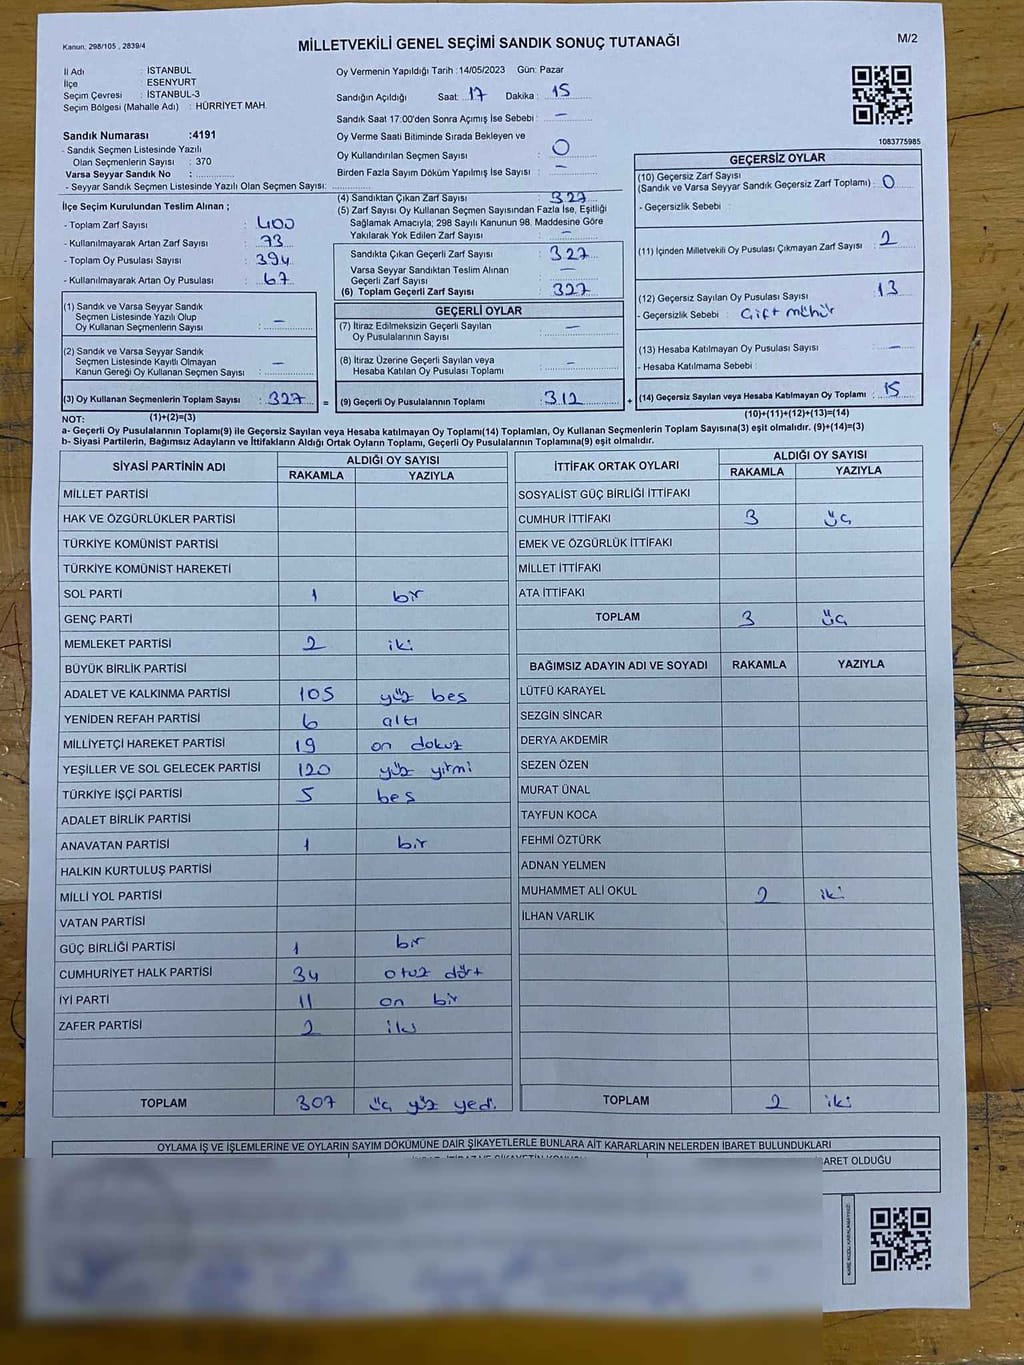 Kanun: 298/105 , 2839/4
MİLLETVEKİLİ GENEL SEÇİMİ SANDIK SONUÇ TUTANAĞI
M/2
İl Adı : İSTANBUL
İlçe : ESENYURT
Seçim Çevresi : İSTANBUL-3
Seçim Bölgesi (Mahalle Adı) : HÜRRİYET MAH.
Sandık Numarası :4191
- Sandık Seçmen Listesinde Yazılı
Olan Seçmenlerin Sayısı : 370
Varsa Seyyar Sandık No :
- Seyyar Sandık Seçmen Listesinde Yazılı Olan Seçmen Sayısı:
Oy Vermenin Yapıldığı Tarih :14/05/2023 Gün: Pazar
Sandığın Açıldığı Saat: 17 Dakika : 15
Sandık Saat 17:00'den Sonra Açımış İse Sebebi : -
Oy Verme Saati Bitiminde Sırada Bekleyen ve
Oy Kullandırılan Seçmen Sayısı : 0
Birden Fazla Sayım Döküm Yapılmış İse Sayısı : -
1083775985
İlçe Seçim Kurulundan Teslim Alınan ;
- Toplam Zarf Sayısı : 400
- Kullanılmayarak Artan Zarf Sayısı : 73
- Toplam Oy Pusulası Sayısı : 394
- Kullanılmayarak Artan Oy Pusulası : 67
(1) Sandık ve Varsa Seyyar Sandık
Seçmen Listesinde Yazılı Olup
Oy Kullanan Seçmenlerin Sayısı : -
(2) Sandık ve Varsa Seyyar Sandık
Seçmen Listesinde Kayıtlı Olmayan
Kanun Gereği Oy Kullanan Seçmen Sayısı : -
(3) Oy Kullanan Seçmenlerin Toplam Sayısı : 327 =
(1)+(2)=(3)
(4) Sandıktan Çıkan Zarf Sayısı : 327
(5) Zarf Sayısı Oy Kullanan Seçmen Sayısından Fazla İse, Eşitliği
Sağlamak Amacıyla; 298 Sayılı Kanunun 98. Maddesine Göre
Yakılarak Yok Edilen Zarf Sayısı : -
Sandıkta Çıkan Geçerli Zarf Sayısı : 327
Varsa Seyyar Sandıktan Teslim Alınan
Geçerli Zarf Sayısı : -
(6) Toplam Geçerli Zarf Sayısı : 327
GEÇERLİ OYLAR
(7) İtiraz Edilmeksizin Geçerli Sayılan
Oy Pusulalarının Sayısı : -
(8) İtiraz Üzerine Geçerli Sayılan veya
Hesaba Katılan Oy Pusulası Toplamı : -
(9) Geçerli Oy Pusulalarının Toplamı : 312 +
GEÇERSİZ OYLAR
(10) Geçersiz Zarf Sayısı
(Sandık ve Varsa Seyyar Sandık Geçersiz Zarf Toplamı) : 0
- Geçersizlik Sebebi :
(11) İçinden Milletvekili Oy Pusulası Çıkmayan Zarf Sayısı : 2
(12) Geçersiz Sayılan Oy Pusulası Sayısı : 13
- Geçersizlik Sebebi : Çift mühür
(13) Hesaba Katılmayan Oy Pusulası Sayısı : -
- Hesaba Katılmama Sebebi :
(14) Geçersiz Sayılan veya Hesaba Katılmayan Oy Toplamı : 15
(10)+(11)+(12)+(13)=(14)
NOT:
a- Geçerli Oy Pusulalarının Toplamı(9) ile Geçersiz Sayılan veya Hesaba katılmayan Oy Toplamı(14) Toplamları, Oy Kullanan Seçmenlerin Toplam Sayısına(3) eşit olmalıdır. (9)+(14)=(3)
b- Siyasi Partilerin, Bağımsız Adayların ve İttifakların Aldığı Ortak Oyların Toplamı, Geçerli Oy Pusulalarının Toplamına(9) eşit olmalıdır.
SİYASİ PARTİNİN ADI ALDIĞI OY SAYISI
RAKAMLA YAZIYLA
MİLLET PARTİSİ
HAK VE ÖZGÜRLÜKLER PARTİSİ
TÜRKİYE KOMÜNİST PARTİSİ
TÜRKİYE KOMÜNİST HAREKETİ
SOL PARTİ 1 bir
GENÇ PARTİ
MEMLEKET PARTİSİ 2 iki
BÜYÜK BİRLİK PARTİSİ
ADALET VE KALKINMA PARTİSİ 105 yüz beş
YENİDEN REFAH PARTİSİ 6 altı
MİLLİYETÇİ HAREKET PARTİSİ 19 on dokuz
YEŞİLLER VE SOL GELECEK PARTİSİ 120 yüz yirmi
TÜRKİYE İŞÇİ PARTİSİ 5 beş
ADALET BİRLİK PARTİSİ
ANAVATAN PARTİSİ 1 bir
HALKIN KURTULUŞ PARTİSİ
MİLLİ YOL PARTİSİ
VATAN PARTİSİ
GÜÇ BİRLİĞİ PARTİSİ 1 bir
CUMHURİYET HALK PARTİSİ 34 otuz dört
İYİ PARTİ 11 on bir
ZAFER PARTİSİ 2 iki
TOPLAM 307 üç yüz yedi
İTTİFAK ORTAK OYLARI ALDIĞI OY SAYISI
RAKAMLA YAZIYLA
SOSYALİST GÜÇ BİRLİĞİ İTTİFAKI
CUMHUR İTTİFAKI 3 üç
EMEK VE ÖZGÜRLÜK İTTİFAKI
MİLLET İTTİFAKI
ATA İTTİFAKI
TOPLAM 3 üç
BAĞIMSIZ ADAYIN ADI VE SOYADI RAKAMLA YAZIYLA
LÜTFÜ KARAYEL
SEZGİN SİNCAR
DERYA AKDEMİR
SEZEN ÖZEN
MURAT ÜNAL
TAYFUN KOCA
FEHMİ ÖZTÜRK
ADNAN YELMEN
MUHAMMET ALİ OKUL 2 iki
İLHAN VARLIK
TOPLAM 2 iki
OYLAMA İŞ VE İŞLEMLERİNE VE OYLARIN SAYIM DÖKÜMÜNE DAİR ŞİKAYETLERLE BUNLARA AİT KARARLARIN NELERDEN İBARET BULUNDUKLARI
BARET OLDUĞU